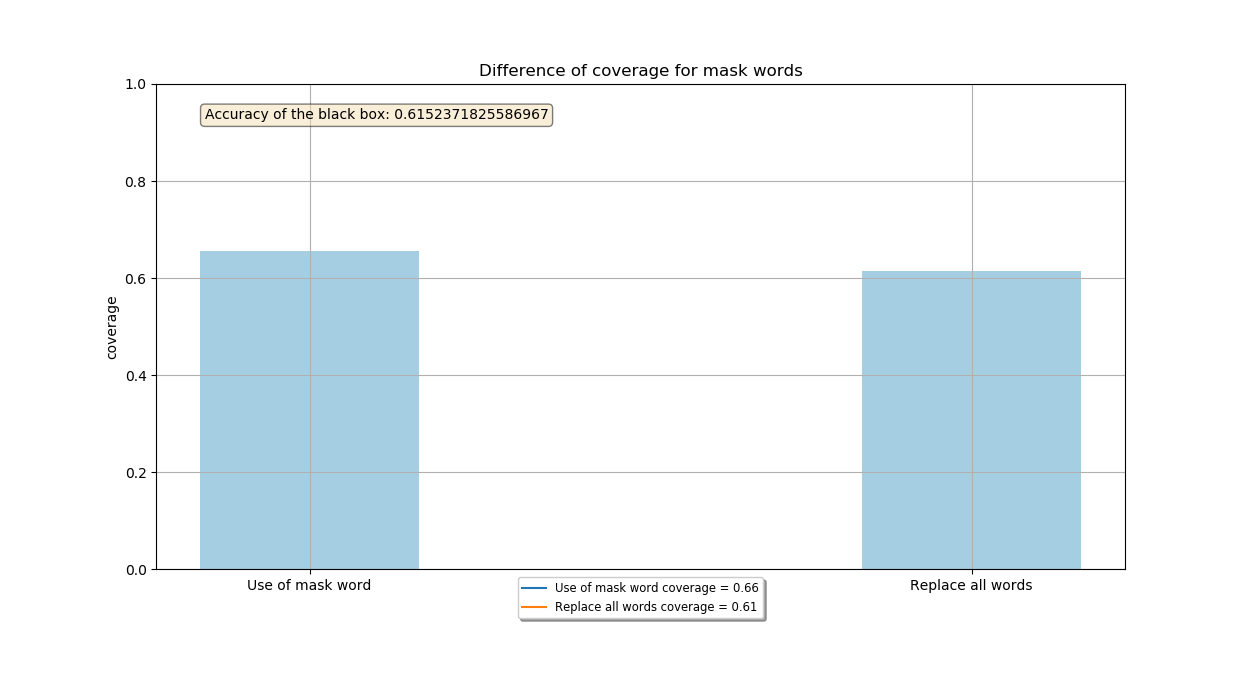 Difference of coverage for mask words
1.0
Accuracy of the black box: 0.6152371825586967
0.8
0.6
coverage
0.4
0.2
0.0
Use of mask word
Replace all words
Use of mask word coverage = 0.66
Replace all words coverage = 0.61